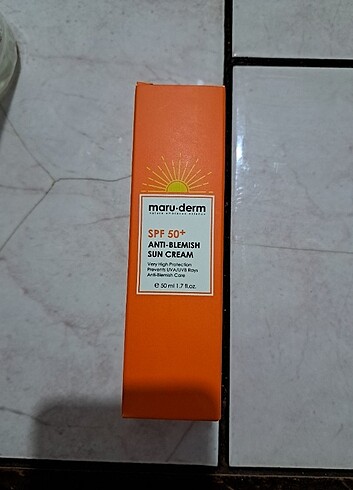 maru·derm
SPF 50+
ANTI-BLEMISH
SUN CREAM
Very High Protection
Prevents UVA/UVB Rays
Anti-Blemish Care
℮ 50 ml 1.7 fl.oz.